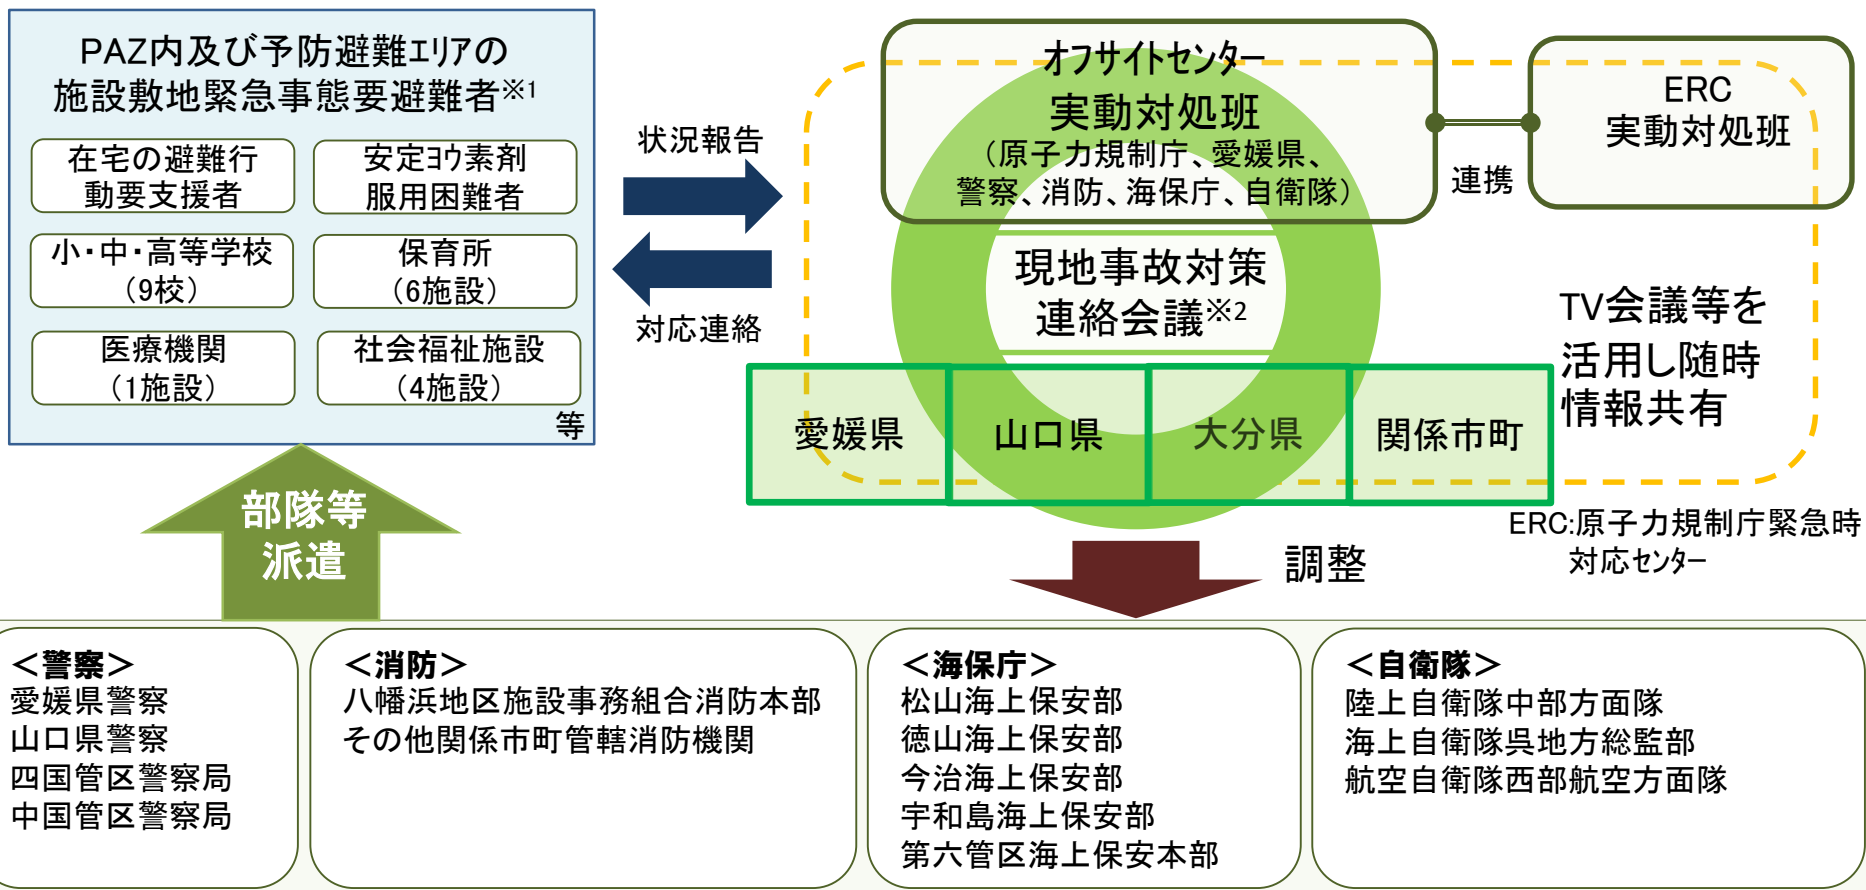 PAZ内及び予防避難エリアの
施設敷地緊急事態要避難者※1
在宅の避難行
動要支援者
安定ヨウ素剤
服用困難者
小・中・高等学校
（9校）
保育所
（6施設）
医療機関
（1施設）
社会福祉施設
（4施設）
等
状況報告
対応連絡
オフサイトセンター
実動対処班
（原子力規制庁、愛媛県、
警察、消防、海保庁、自衛隊）
連携
ERC
実動対処班
現地事故対策
連絡会議※2
TV会議等を
活用し随時
情報共有
愛媛県
山口県
大分県
関係市町
ERC:原子力規制庁緊急時
対応センター
調整
部隊等
派遣
＜警察＞
愛媛県警察
山口県警察
四国管区警察局
中国管区警察局
＜消防＞
八幡浜地区施設事務組合消防本部
その他関係市町管轄消防機関
＜海保庁＞
松山海上保安部
徳山海上保安部
今治海上保安部
宇和島海上保安部
第六管区海上保安本部
＜自衛隊＞
陸上自衛隊中部方面隊
海上自衛隊呉地方総監部
航空自衛隊西部航空方面隊